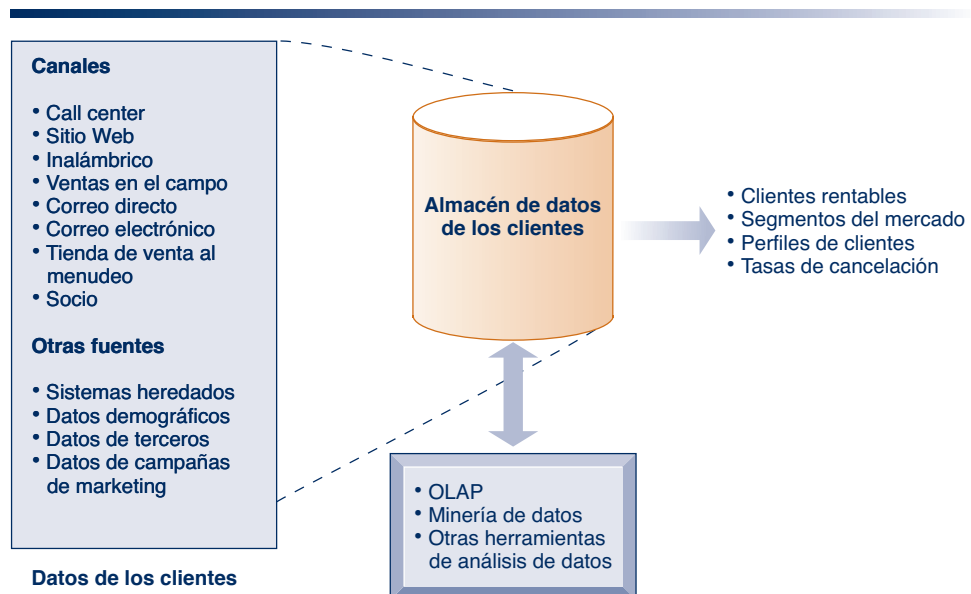 Canales
• Call center
• Sitio Web
• Inalámbrico
• Ventas en el campo
• Correo directo
• Correo electrónico
• Tienda de venta al
menudeo
• Socio
Otras fuentes
• Sistemas heredados
• Datos demográficos
• Datos de terceros
• Datos de campañas
de marketing
Datos de los clientes
Almacén de datos
de los clientes
• OLAP
• Minería de datos
• Otras herramientas
de análisis de datos
• Clientes rentables
• Segmentos del mercado
• Perfiles de clientes
• Tasas de cancelación